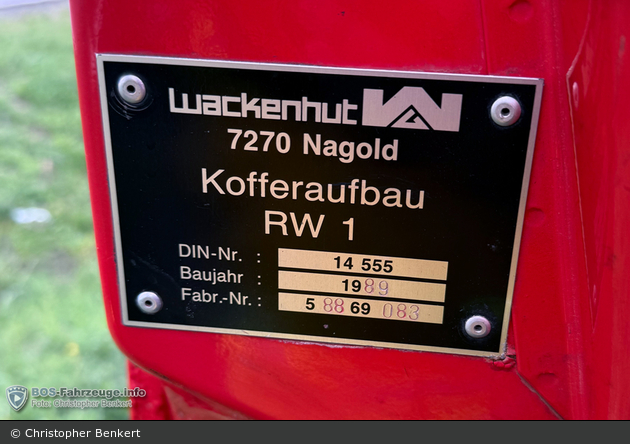 Wackenhut
7270 Nagold
Kofferaufbau
RW 1
DIN-Nr. : 14 555
Baujahr : 1989
Fabr.-Nr. : 5 88 69 083
BOS-Fahrzeuge.info
Foto: Christopher Benkert
© Christopher Benkert